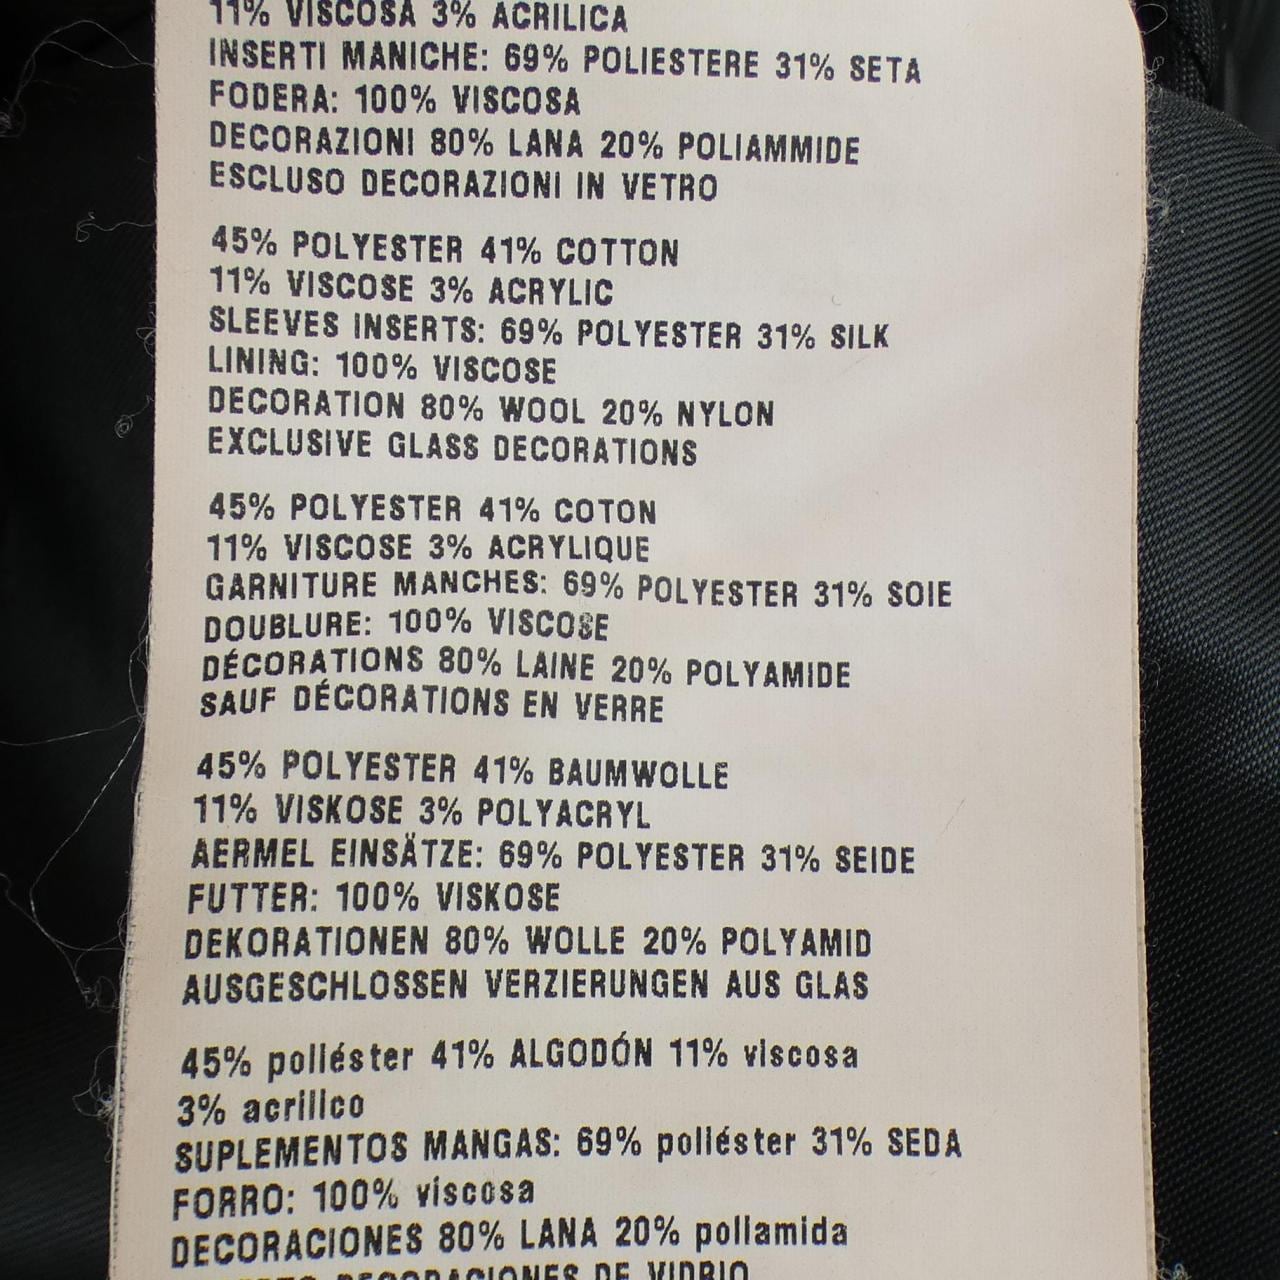 11% VISCOSA 3% ACRILICA
INSERTI MANICHE: 69% POLIESTERE 31% SETA
FODERA: 100% VISCOSA
DECORAZIONI 80% LANA 20% POLIAMMIDE
ESCLUSO DECORAZIONI IN VETRO
45% POLYESTER 41% COTTON
11% VISCOSE 3% ACRYLIC
SLEEVES INSERTS: 69% POLYESTER 31% SILK
LINING: 100% VISCOSE
DECORATION 80% WOOL 20% NYLON
EXCLUSIVE GLASS DECORATIONS
45% POLYESTER 41% COTON
11% VISCOSE 3% ACRYLIQUE
GARNITURE MANCHES: 69% POLYESTER 31% SOIE
DOUBLURE: 100% VISCOSE
DÉCORATIONS 80% LAINE 20% POLYAMIDE
SAUF DÉCORATIONS EN VERRE
45% POLYESTER 41% BAUMWOLLE
11% VISKOSE 3% POLYACRYL
AERMEL EINSÄTZE: 69% POLYESTER 31% SEIDE
FUTTER: 100% VISKOSE
DEKORATIONEN 80% WOLLE 20% POLYAMID
AUSGESCHLOSSEN VERZIERUNGEN AUS GLAS
45% poliéster 41% ALGODÓN 11% viscosa
3% acrilico
SUPLEMENTOS MANGAS: 69% poliéster 31% SEDA
FORRO: 100% viscosa
DECORACIONES 80% LANA 20% poliamida
DECORACIONES DE VIDRIO